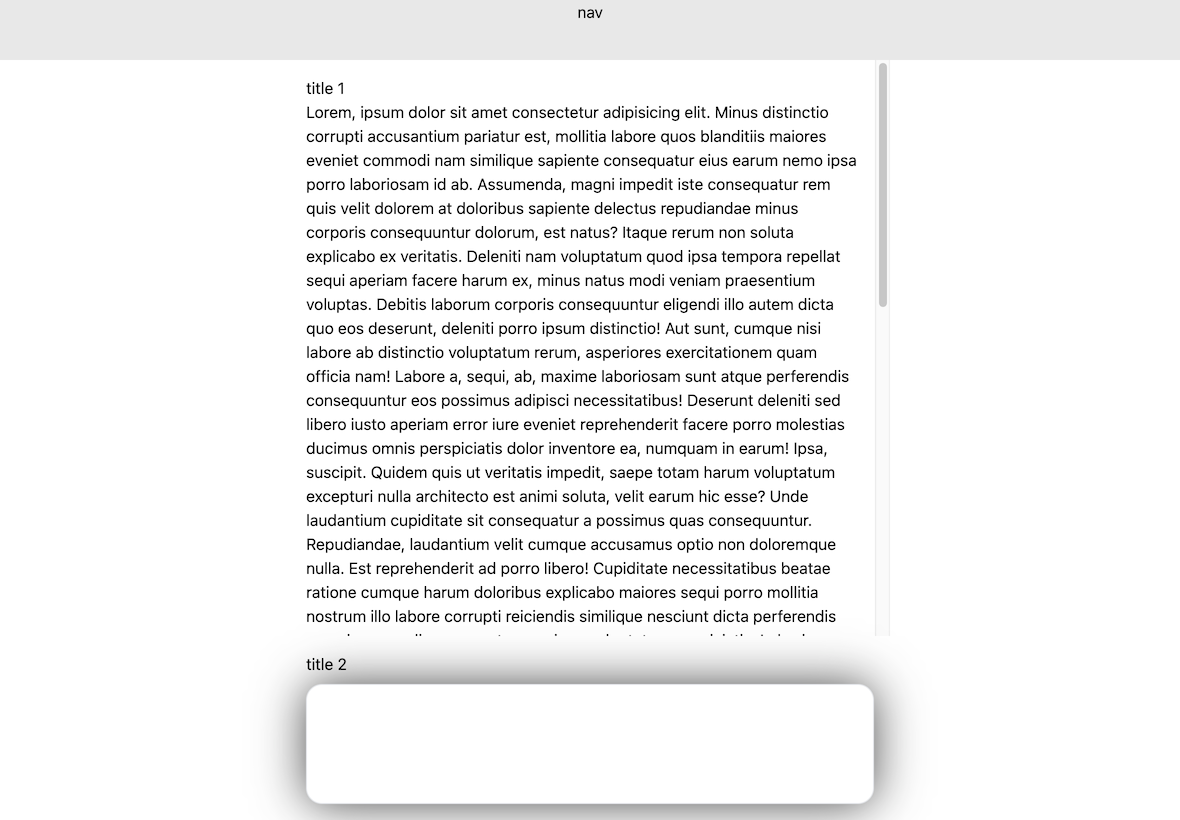 nav
title 1
Lorem, ipsum dolor sit amet consectetur adipisicing elit. Minus distinctio
corrupti accusantium pariatur est, mollitia labore quos blanditiis maiores
eveniet commodi nam similique sapiente consequatur eius earum nemo ipsa
porro laboriosam id ab. Assumenda, magni impedit iste consequatur rem
quis velit dolorem at doloribus sapiente delectus repudiandae minus
corporis consequuntur dolorum, est natus? Itaque rerum non soluta
explicabo ex veritatis. Deleniti nam voluptatum quod ipsa tempora repellat
sequi aperiam facere harum ex, minus natus modi veniam praesentium
voluptas. Debitis laborum corporis consequuntur eligendi illo autem dicta
quo eos deserunt, deleniti porro ipsum distinctio! Aut sunt, cumque nisi
labore ab distinctio voluptatum rerum, asperiores exercitationem quam
officia nam! Labore a, sequi, ab, maxime laboriosam sunt atque perferendis
consequuntur eos possimus adipisci necessitatibus! Deserunt deleniti sed
libero iusto aperiam error iure eveniet reprehenderit facere porro molestias
ducimus omnis perspiciatis dolor inventore ea, numquam in earum! Ipsa,
suscipit. Quidem quis ut veritatis impedit, saepe totam harum voluptatum
excepturi nulla architecto est animi soluta, velit earum hic esse? Unde
laudantium cupiditate sit consequatur a possimus quas consequuntur.
Repudiandae, laudantium velit cumque accusamus optio non doloremque
nulla. Est reprehenderit ad porro libero! Cupiditate necessitatibus beatae
ratione cumque harum doloribus explicabo maiores sequi porro mollitia
nostrum illo labore corrupti reiciendis similique nesciunt dicta perferendis
title 2